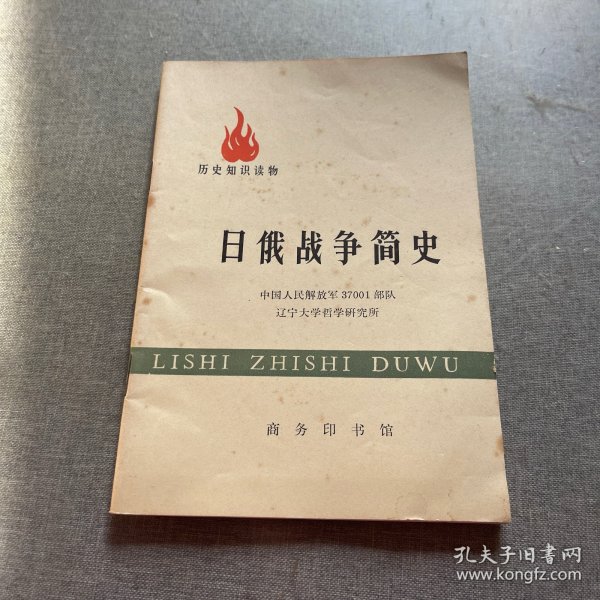 历史知识读物
日俄战争简史
中国人民解放军37001部队
辽宁大学哲学研究所
LISHI ZHISHI DUWU
商务印书馆
孔夫子旧书网
www.kongfz.com